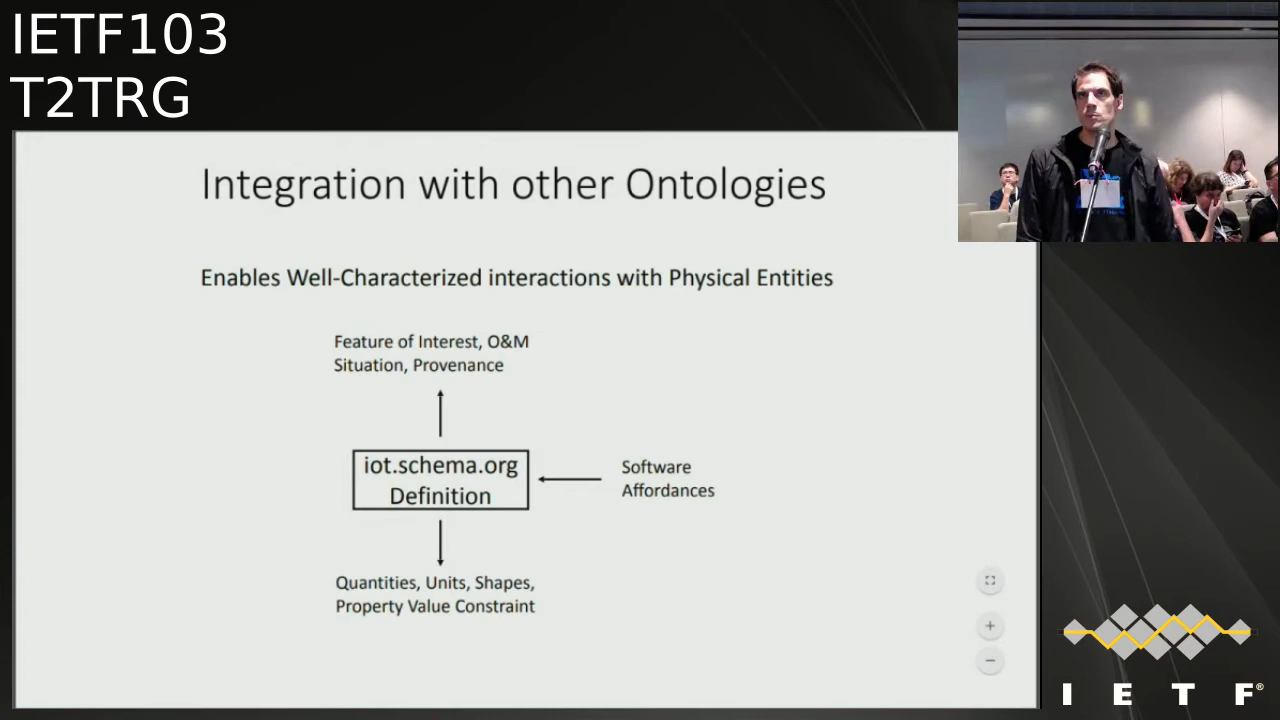 IETF103
T2TRG
Integration with other Ontologies
Enables Well-Characterized interactions with Physical Entities
Feature of Interest, O&M
Situation, Provenance
iot.schema.org
Definition
Software
Affordances
Quantities, Units, Shapes,
Property Value Constraint
I E T F®